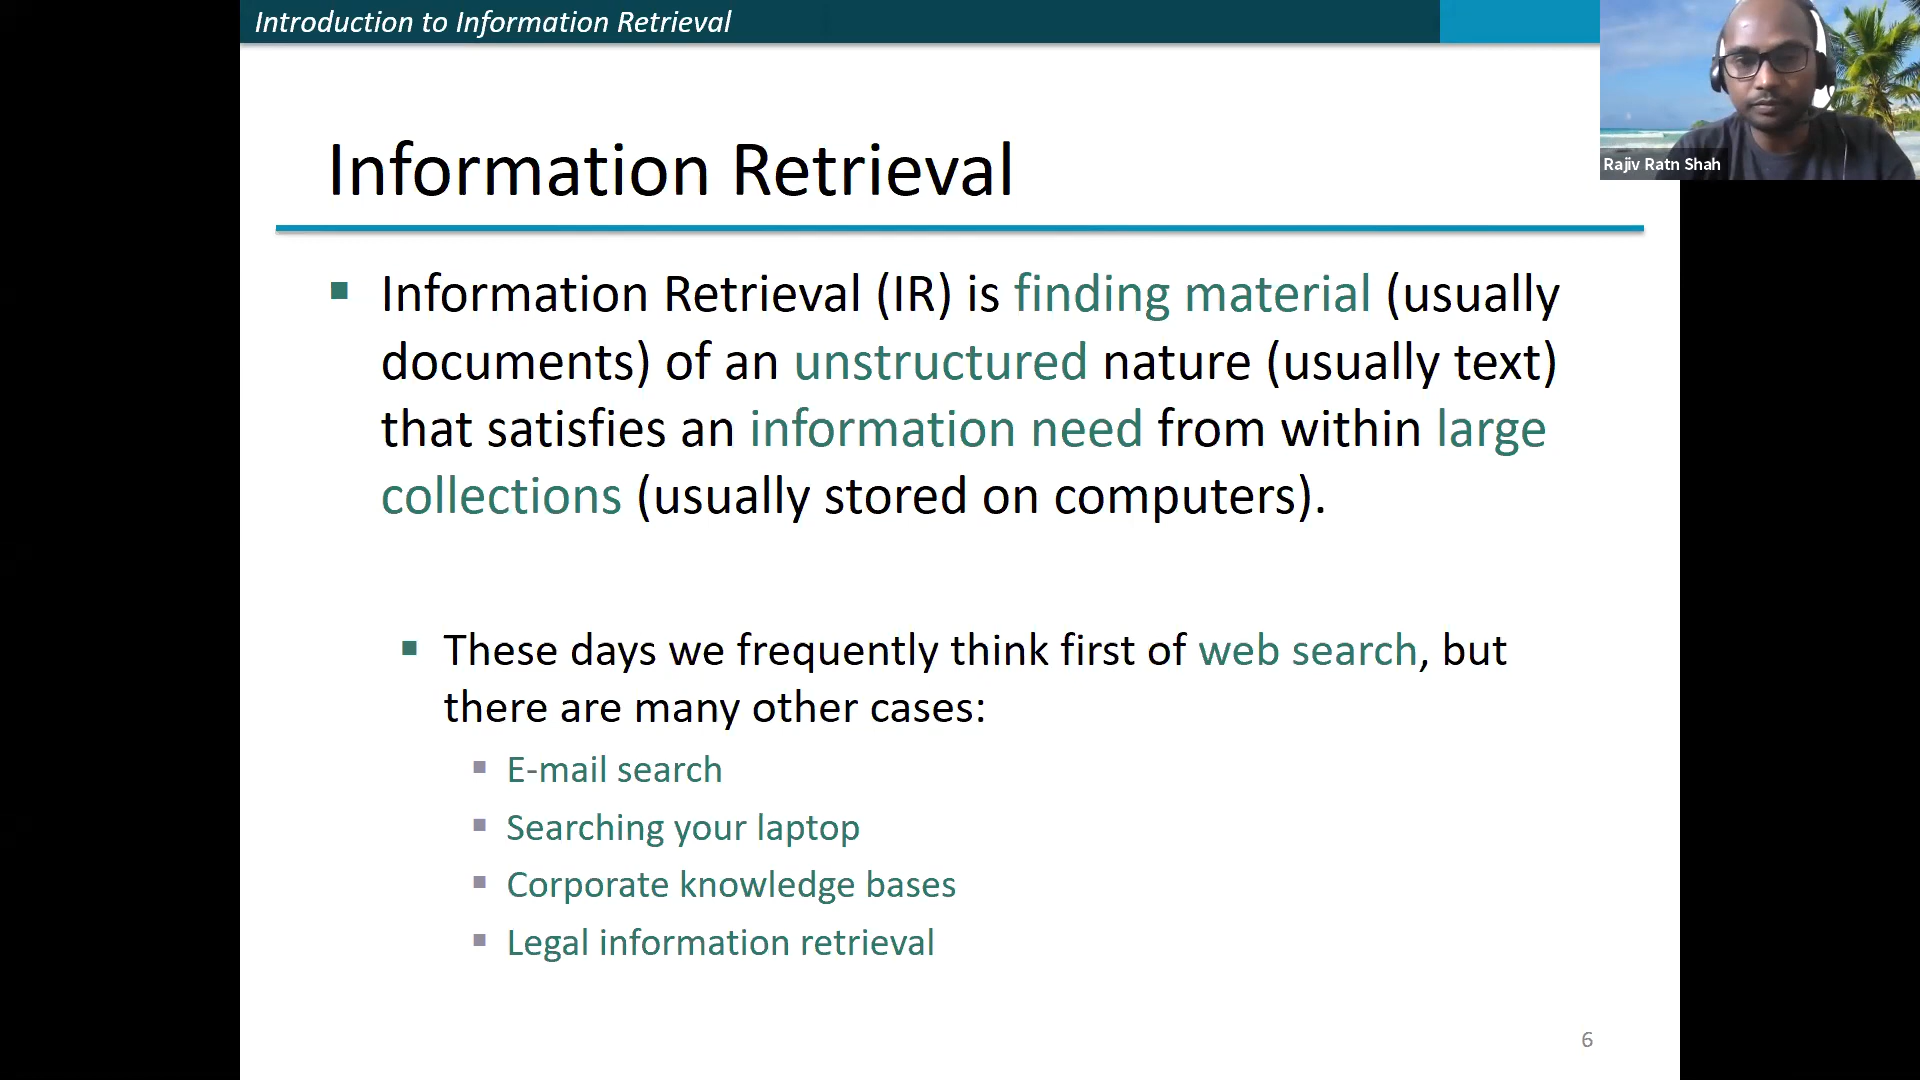 Introduction to Information Retrieval
Rajiv Ratn Shah
Information Retrieval
Information Retrieval (IR) is finding material (usually
documents) of an unstructured nature (usually text)
that satisfies an information need from within large
collections (usually stored on computers).
These days we frequently think first of web search, but
there are many other cases:
E-mail search
Searching your laptop
Corporate knowledge bases
Legal information retrieval
6